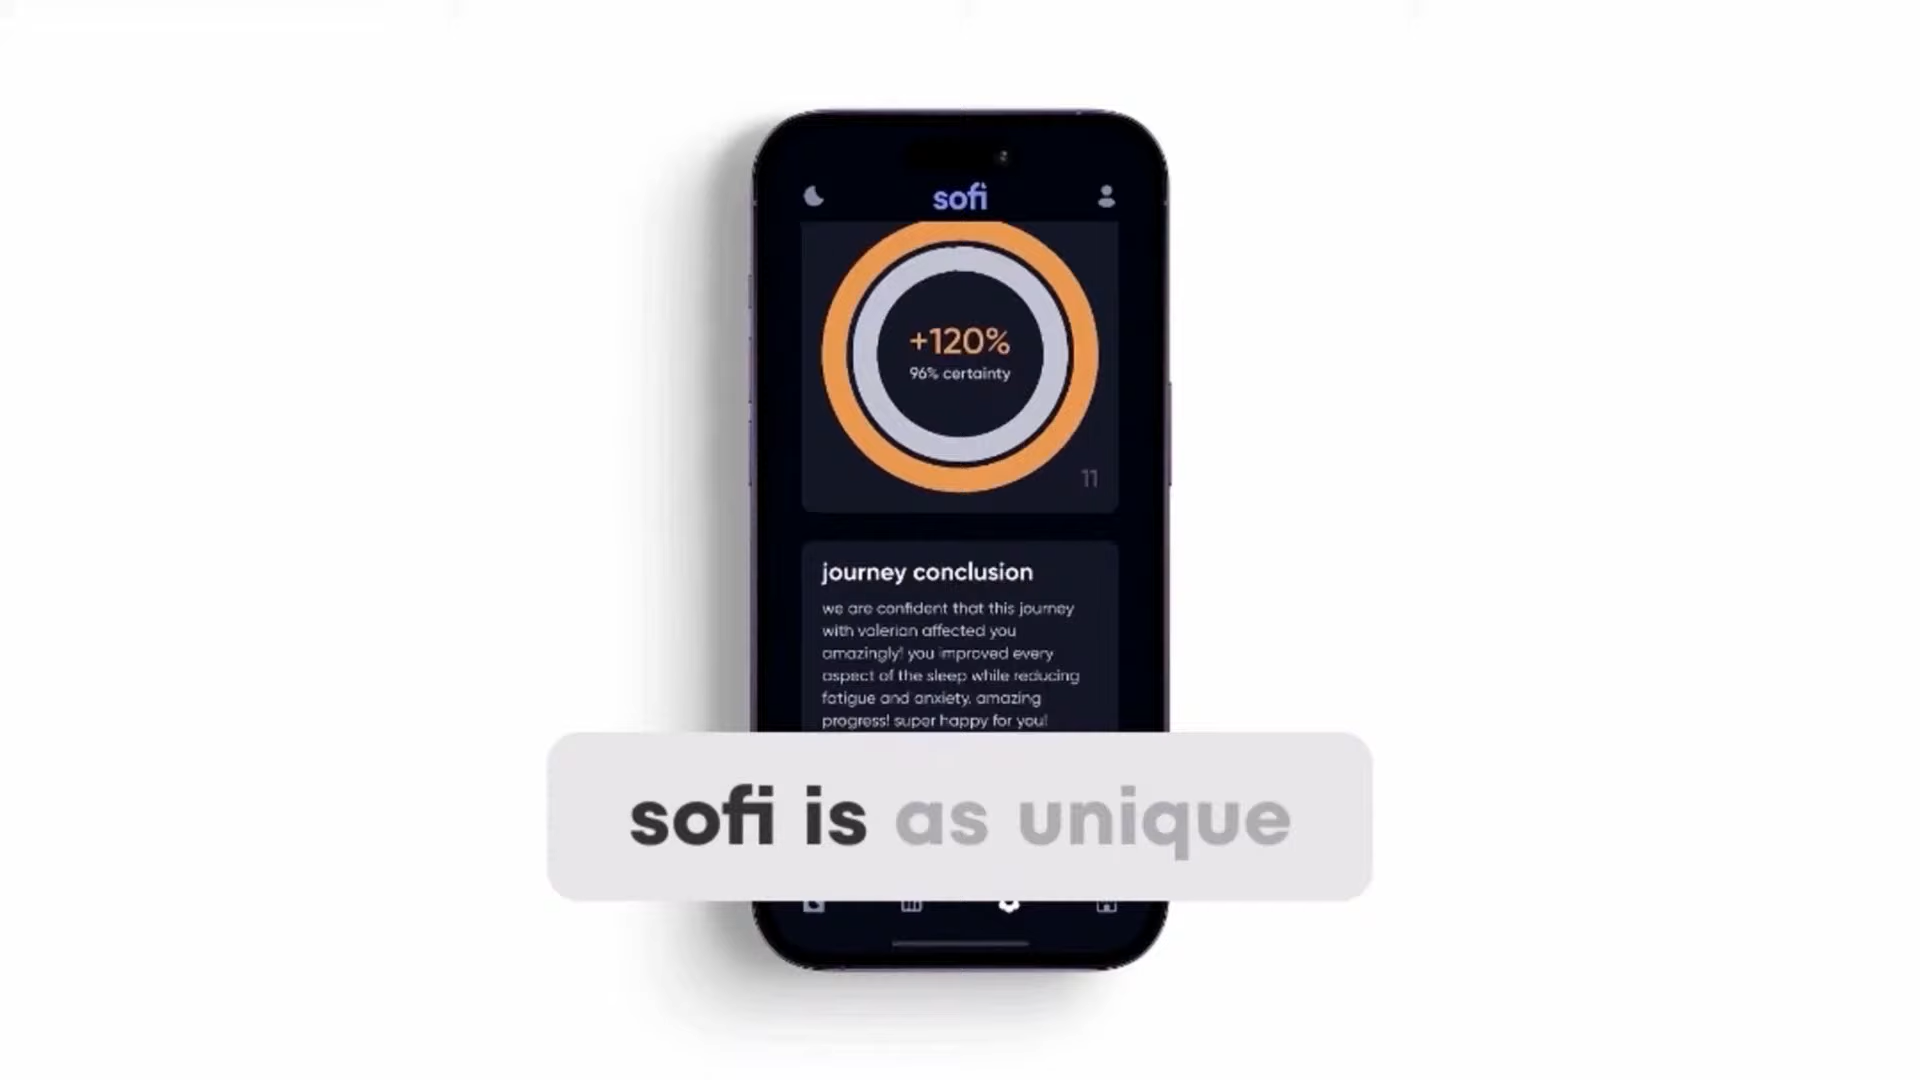 sofi
+120%
96% certainty
11
journey conclusion
we are confident that this journey
with valerian affected you
amazingly! you improved every
aspect of the sleep while reducing
fatigue and anxiety. amazing
progress! super happy for you!
sofi is as unique